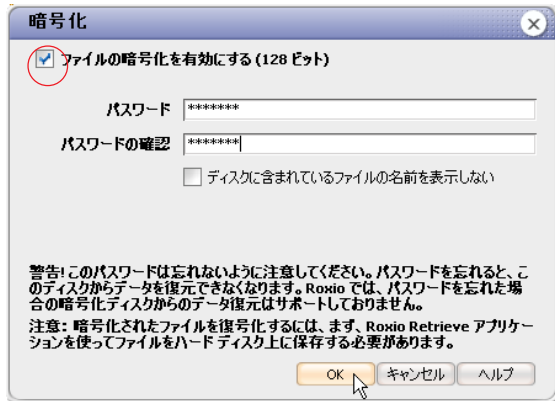 暗号化
ファイルの暗号化を有効にする (128 ビット)
パスワード *******
パスワードの確認 *******
ディスクに含まれているファイルの名前を表示しない
警告! このパスワードは忘れないように注意してください。パスワードを忘れると、こ
のディスクからデータを復元できなくなります。Roxio では、パスワードを忘れた場
合の暗号化ディスクからのデータ復元はサポートしておりません。
注意: 暗号化されたファイルを復号化するには、まず、Roxio Retrieve アプリケー
ションを使ってファイルをハード ディスク上に保存する必要があります。
OK キャンセル ヘルプ